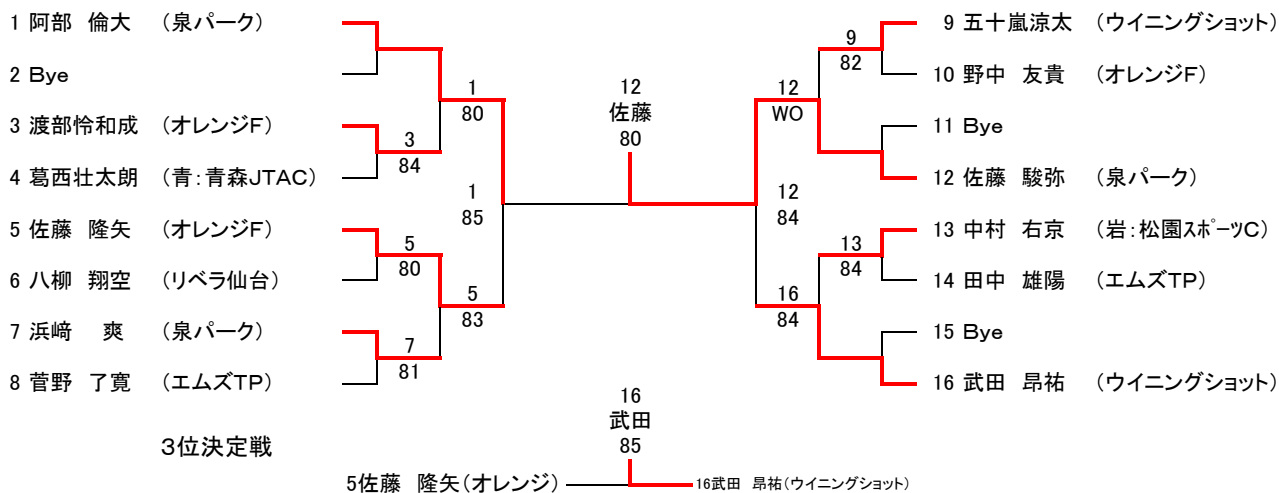 1 阿部　倫大　（泉パーク）
2 Bye
3 渡部怜和成　（オレンジF）
4 葛西壮太朗　（青：青森JTAC）
5 佐藤　隆矢　（オレンジF）
6 八柳　翔空　（リベラ仙台）
7 浜﨑　　爽　（泉パーク）
8 菅野　了寛　（エムズTP）
3
84
5
80
7
81
1
80
5
83
1
85
12
佐藤
80
12
WO
12
84
16
84
9
82
13
84
9 五十嵐涼太　（ウイニングショット）
10 野中　友貴　（オレンジF）
11 Bye
12 佐藤　駿弥　（泉パーク）
13 中村　右京　（岩：松園スポーツC）
14 田中　雄陽　（エムズTP）
15 Bye
16 武田　昂祐　（ウイニングショット）
３位決定戦
16
武田
85
5佐藤　隆矢（オレンジ）
16武田　昂祐（ウイニングショット）